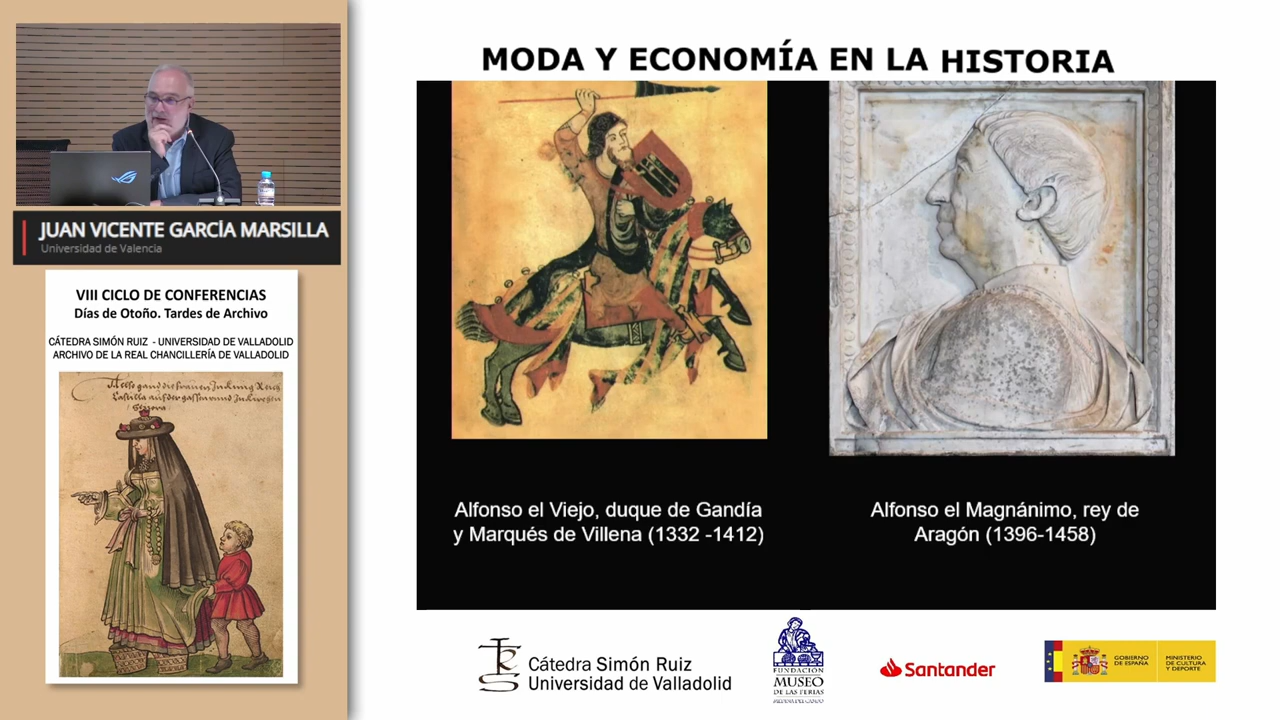 JUAN VICENTE GARCÍA MARSILLA
Universidad de Valencia
VIII CICLO DE CONFERENCIAS
Días de Otoño. Tardes de Archivo
CÁTEDRA SIMÓN RUIZ - UNIVERSIDAD DE VALLADOLID
ARCHIVO DE LA REAL CHANCILLERÍA DE VALLADOLID
MODA Y ECONOMÍA EN LA HISTORIA
Alfonso el Viejo, duque de Gandía
y Marqués de Villena (1332 -1412)
Alfonso el Magnánimo, rey de
Aragón (1396-1458)
Cátedra Simón Ruiz
Universidad de Valladolid
FUNDACIÓN
MUSEO
DE LAS FERIAS
Santander
GOBIERNO
DE ESPAÑA
MINISTERIO
DE CULTURA
Y DEPORTE